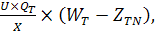 U×Q_T/X × (W_T − Z_TN),